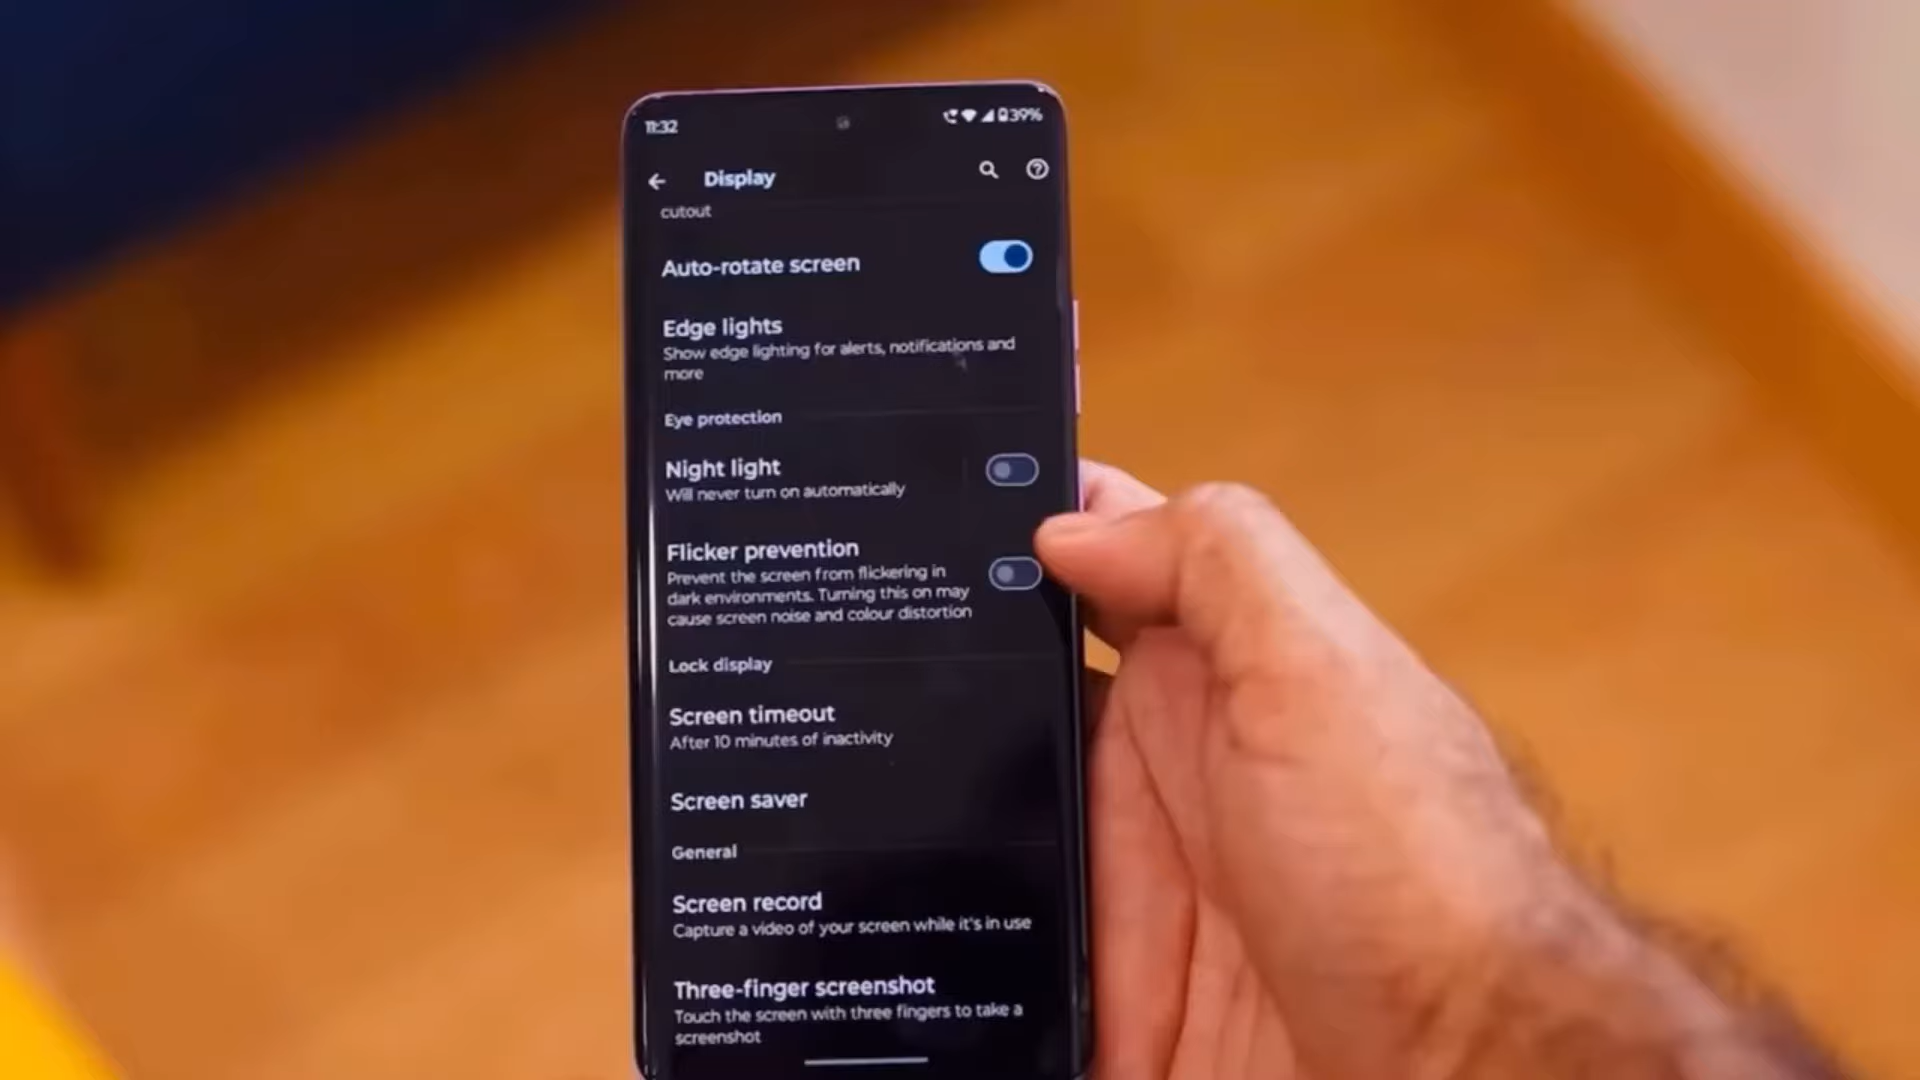 11:32
39%
Display
cutout
Auto-rotate screen
Edge lights
Show edge lighting for alerts, notifications and
more
Eye protection
Night light
Will never turn on automatically
Flicker prevention
Prevent the screen from flickering in
dark environments. Turning this on may
cause screen noise and colour distortion
Lock display
Screen timeout
After 10 minutes of inactivity
Screen saver
General
Screen record
Capture a video of your screen while it's in use
Three-finger screenshot
Touch the screen with three fingers to take a
screenshot